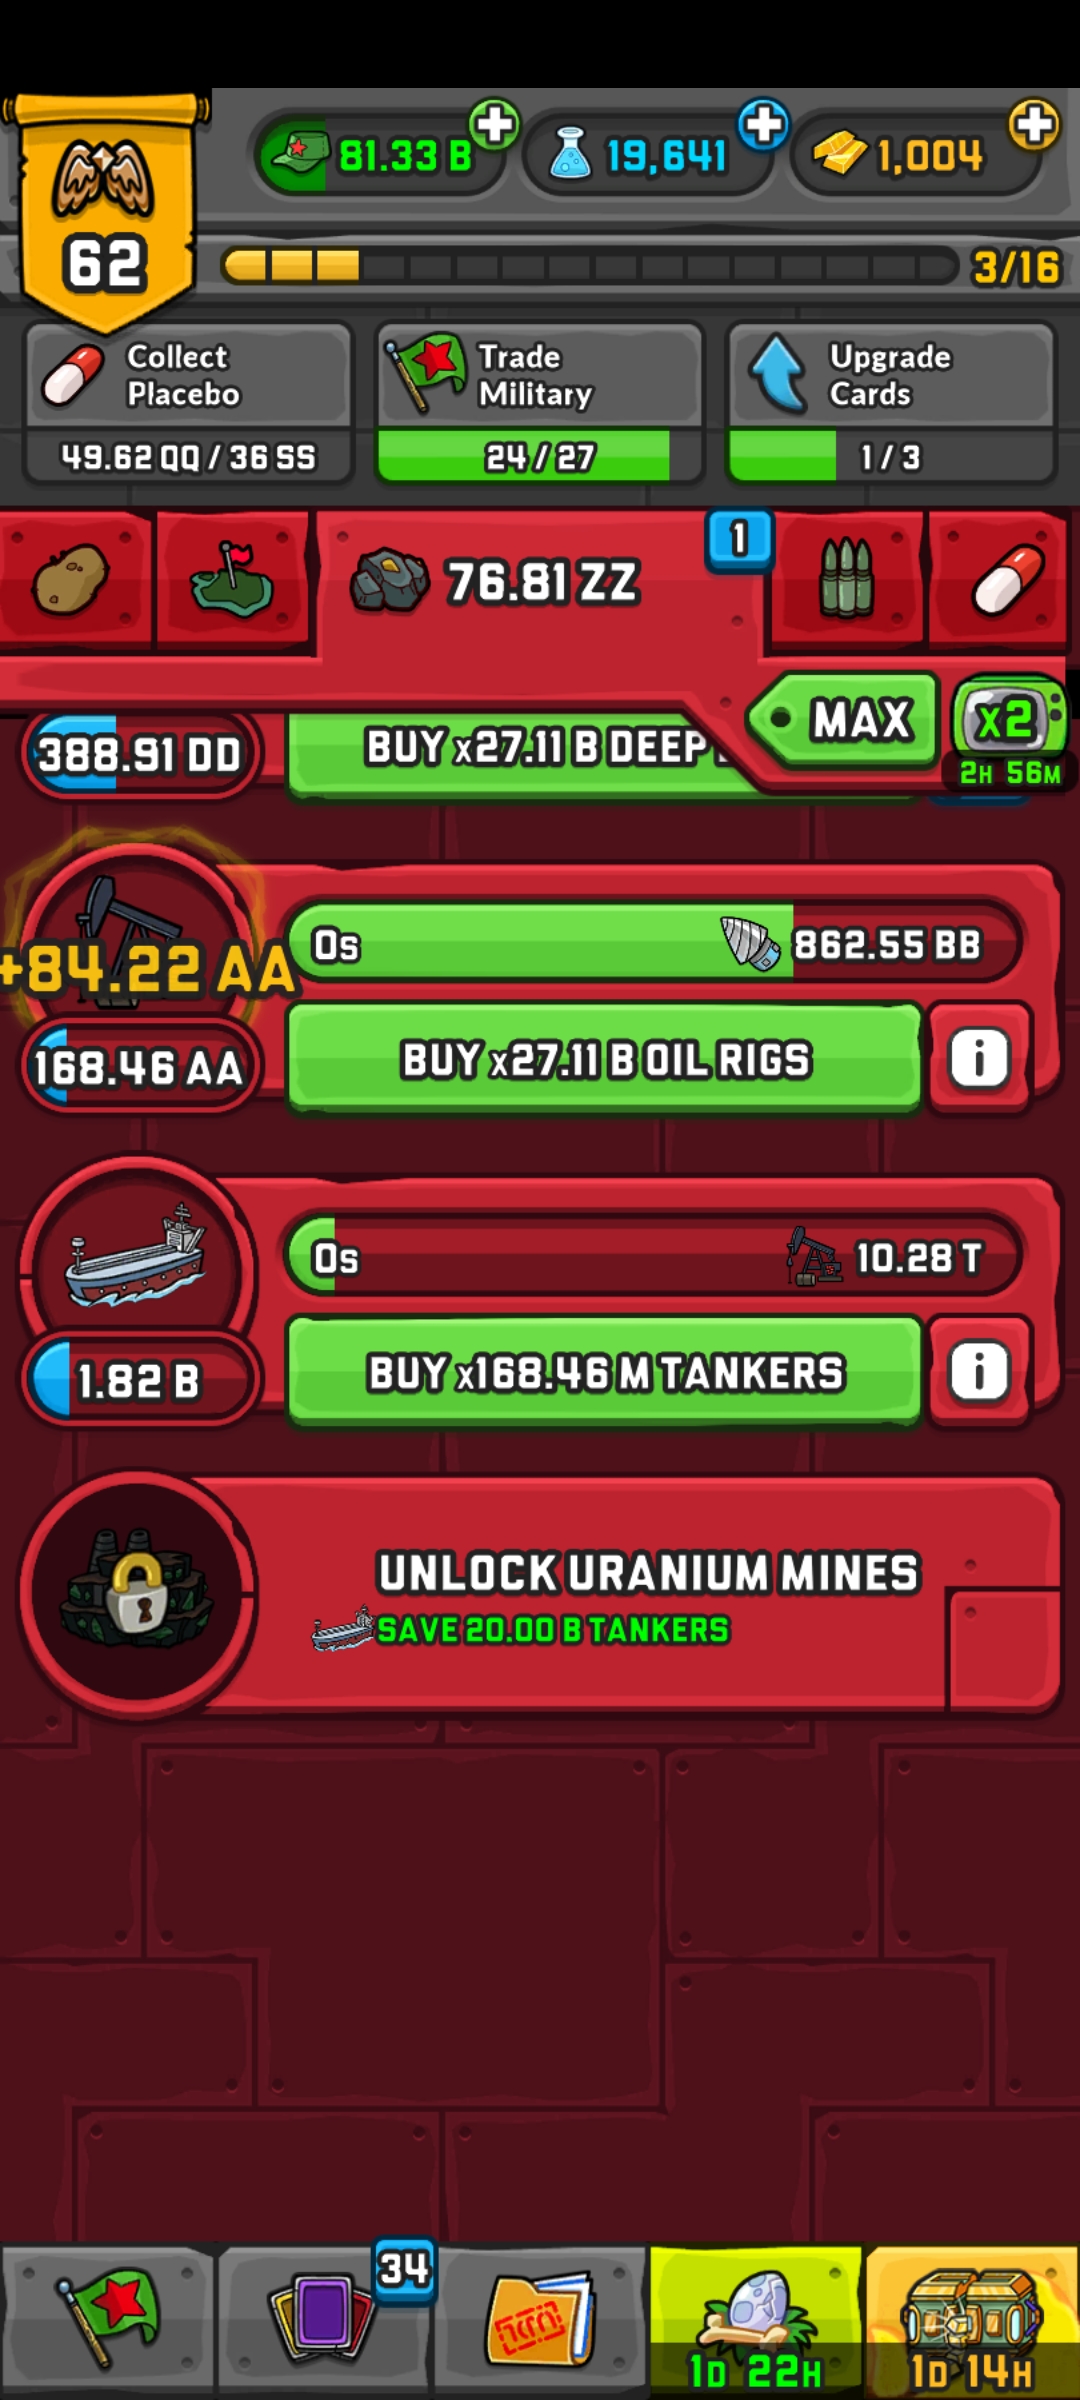 81.33 B
19,641
1,004
62
3/16
Collect
Placebo
Trade
Military
Upgrade
Cards
49.62 QQ / 36 SS
24 / 27
1 / 3
76.81 ZZ
1
MAX
x2
2H 56M
388.91 DD
BUY x27.11 B DEEP
0s
862.55 BB
+84.22 AA
168.46 AA
BUY x27.11 B OIL RIGS
i
0s
10.28 T
1.82 B
BUY x168.46 M TANKERS
i
UNLOCK URANIUM MINES
SAVE 20.00 B TANKERS
34
1D 22H
1D 14H